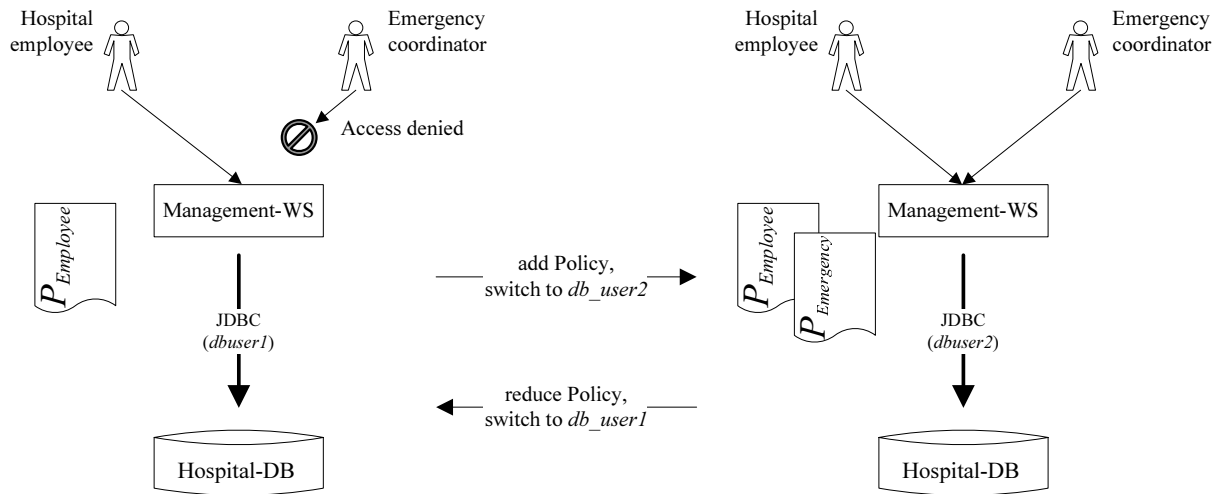 Hospital
employee
Emergency
coordinator
Access denied
Management-WS
P Employee
JDBC
(dbuser1)
Hospital-DB
add Policy,
switch to db_user2
reduce Policy,
switch to db_user1
Hospital
employee
Emergency
coordinator
Management-WS
P Employee
P Emergency
JDBC
(dbuser2)
Hospital-DB